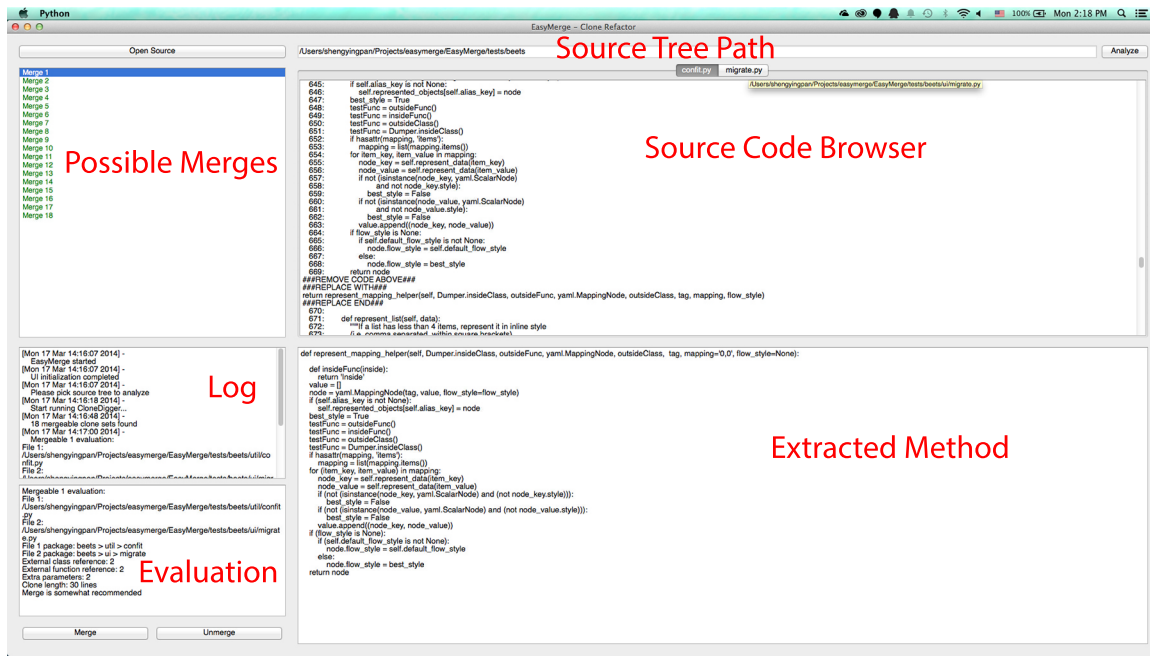 Python
100%
Mon 2:18 PM
EasyMerge - Clone Refactor
Open Source
/Users/shengyingpan/Projects/easymerge/EasyMerge/tests/beets
Analyze
Source Tree Path
Merge 1
Merge 2
Merge 3
Merge 4
Merge 5
Merge 6
Merge 7
Merge 8
Merge 9
Merge 10
Merge 11
Merge 12
Merge 13
Merge 14
Merge 15
Merge 16
Merge 17
Merge 18
Possible Merges
confit.py
migrate.py
/Users/shengyingpan/Projects/easymerge/EasyMerge/tests/beets/ui/migrate.py
645: if self.alias_key is not None:
646: self.represented_objects[self.alias_key] = node
647: best_style = True
648: testFunc = outsideFunc()
649: testFunc = insideFunc()
650: testFunc = outsideClass()
651: testFunc = Dumper.insideClass()
652: if hasattr(mapping, 'items'):
653: mapping = list(mapping.items())
654: for item_key, item_value in mapping:
655: node_key = self.represent_data(item_key)
656: node_value = self.represent_data(item_value)
657: if not (isinstance(node_key, yaml.ScalarNode)
658: and not node_key.style):
659: best_style = False
660: if not (isinstance(node_value, yaml.ScalarNode)
661: and not node_value.style):
662: best_style = False
663: value.append((node_key, node_value))
664: if flow_style is None:
665: if self.default_flow_style is not None:
666: node.flow_style = self.default_flow_style
667: else:
668: node.flow_style = best_style
669: return node
###REMOVE CODE ABOVE###
###REPLACE WITH###
return represent_mapping_helper(self, Dumper.insideClass, outsideFunc, yaml.MappingNode, outsideClass, tag, mapping, flow_style)
###REPLACE END###
670:
671: def represent_list(self, data):
672: """If a list has less than 4 items, represent it in inline style
673: (i.e. comma separated, within square brackets).
Source Code Browser
[Mon 17 Mar 14:16:07 2014] -
EasyMerge started
[Mon 17 Mar 14:16:07 2014] -
UI initialization completed
[Mon 17 Mar 14:16:07 2014] -
Please pick source tree to analyze
[Mon 17 Mar 14:16:18 2014] -
Start running CloneDigger...
[Mon 17 Mar 14:16:48 2014] -
18 mergeable clone sets found
[Mon 17 Mar 14:17:00 2014] -
Mergeable 1 evaluation:
File 1:
/Users/shengyingpan/Projects/easymerge/EasyMerge/tests/beets/util/co
nfit.py
File 2:
Log
Mergeable 1 evaluation:
File 1:
/Users/shengyingpan/Projects/easymerge/EasyMerge/tests/beets/util/confit
.py
File 2:
/Users/shengyingpan/Projects/easymerge/EasyMerge/tests/beets/ui/migrat
e.py
File 1 package: beets > util > confit
File 2 package: beets > ui > migrate
External class reference: 2
External function reference: 2
Extra parameters: 2
Clone length: 30 lines
Merge is somewhat recommended
Evaluation
Merge
Unmerge
def represent_mapping_helper(self, Dumper.insideClass, outsideFunc, yaml.MappingNode, outsideClass, tag, mapping='0,0', flow_style=None):
def insideFunc(inside):
return 'inside'
value = []
node = yaml.MappingNode(tag, value, flow_style=flow_style)
if (self.alias_key is not None):
self.represented_objects[self.alias_key] = node
best_style = True
testFunc = outsideFunc()
testFunc = insideFunc()
testFunc = outsideClass()
testFunc = Dumper.insideClass()
if hasattr(mapping, 'items'):
mapping = list(mapping.items())
for (item_key, item_value) in mapping:
node_key = self.represent_data(item_key)
node_value = self.represent_data(item_value)
if (not (isinstance(node_key, yaml.ScalarNode) and (not node_key.style))):
best_style = False
if (not (isinstance(node_value, yaml.ScalarNode) and (not node_value.style))):
best_style = False
value.append((node_key, node_value))
if (flow_style is None):
if (self.default_flow_style is not None):
node.flow_style = self.default_flow_style
else:
node.flow_style = best_style
return node
Extracted Method